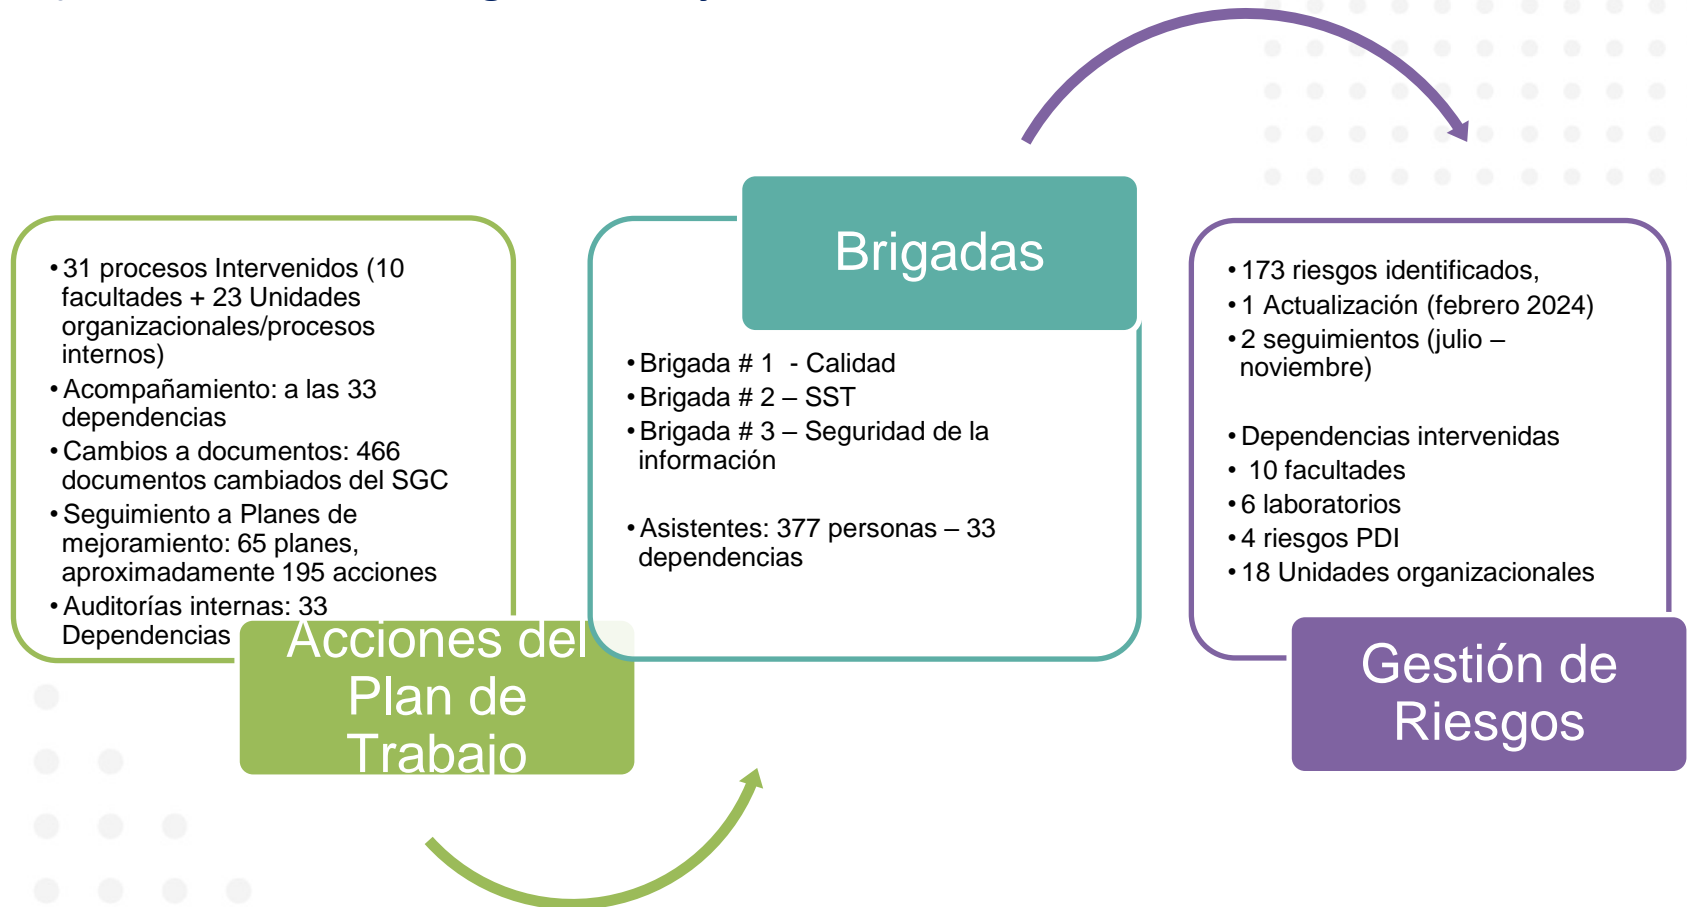 • 31 procesos Intervenidos (10
facultades + 23 Unidades
organizacionales/procesos
internos)
• Acompañamiento: a las 33
dependencias
• Cambios a documentos: 466
documentos cambiados del SGC
• Seguimiento a Planes de
mejoramiento: 65 planes,
aproximadamente 195 acciones
• Auditorías internas: 33
Dependencias
Acciones del
Plan de
Trabajo
Brigadas
• Brigada # 1 - Calidad
• Brigada # 2 – SST
• Brigada # 3 – Seguridad de la
información
• Asistentes: 377 personas – 33
dependencias
• 173 riesgos identificados,
• 1 Actualización (febrero 2024)
• 2 seguimientos (julio –
noviembre)
• Dependencias intervenidas
• 10 facultades
• 6 laboratorios
• 4 riesgos PDI
• 18 Unidades organizacionales
Gestión de
Riesgos